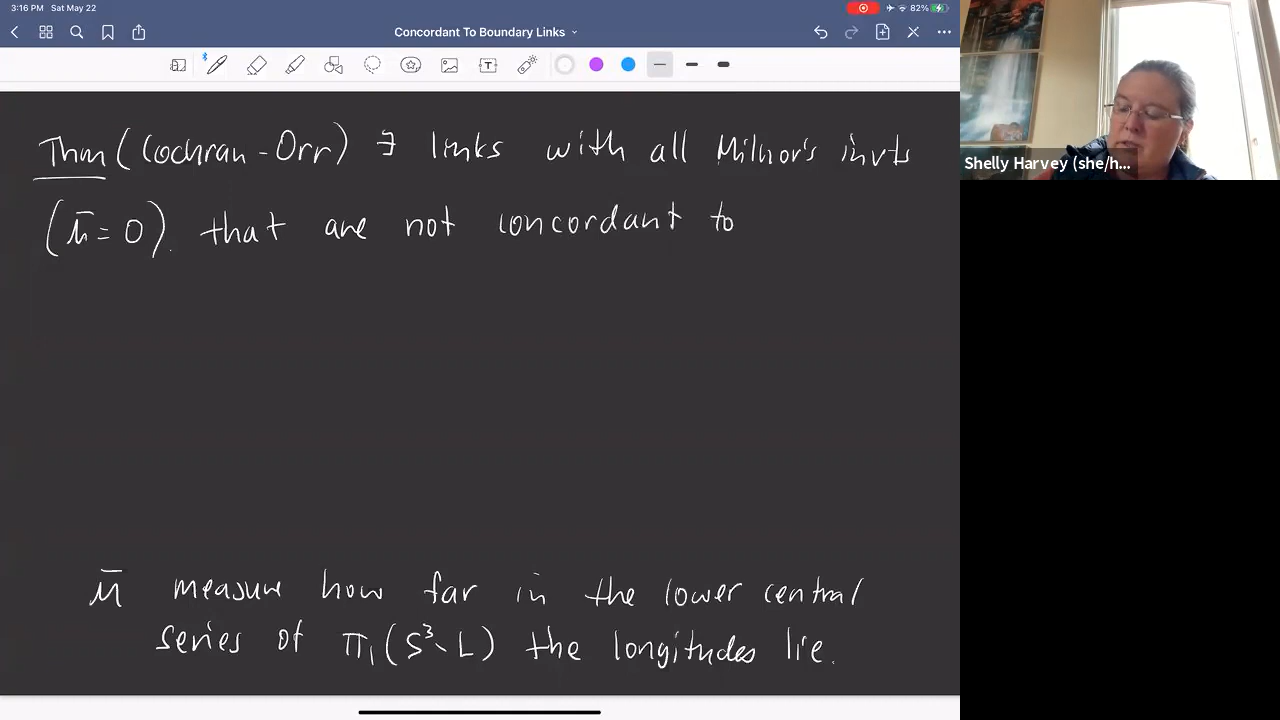 3:16 PM Sat May 22
82%
Concordant To Boundary Links
Thm (Cochran-Orr) ∃ links with all Milnor's invts
(μ̄ = 0). that are not concordant to
Shelly Harvey (she/h...
μ̄ measure how far in the lower central
series of π₁(S³∖L) the longitudes lie.